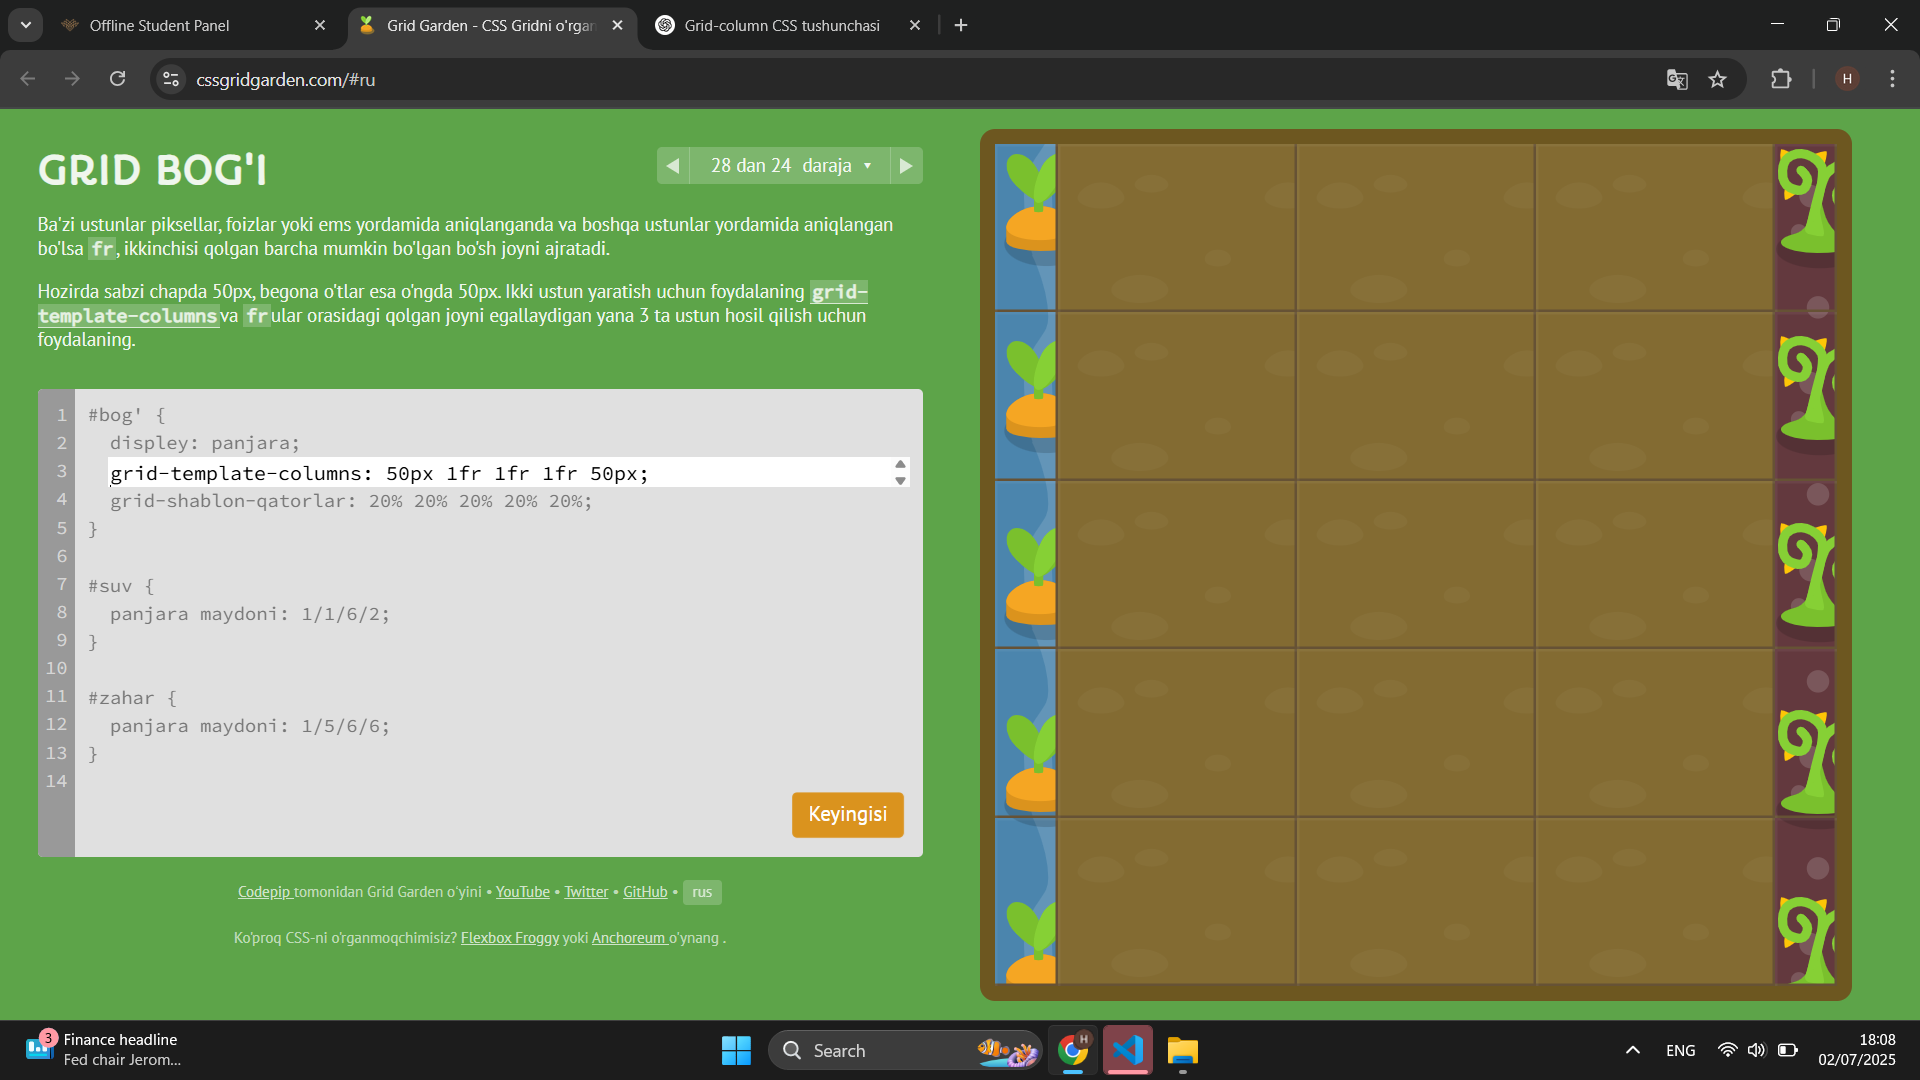 Offline Student Panel
Grid Garden - CSS Gridni o'rgan
Grid-column CSS tushunchasi
cssgridgarden.com/#ru
H
GRID BOG'I
28 dan 24 daraja
Ba'zi ustunlar piksellar, foizlar yoki ems yordamida aniqlanganda va boshqa ustunlar yordamida aniqlangan
bo'lsa fr, ikkinchisi qolgan barcha mumkin bo'lgan bo'sh joyni ajratadi.
Hozirda sabzi chapda 50px, begona o'tlar esa o'ngda 50px. Ikki ustun yaratish uchun foydalaning grid-
template-columns va fr ular orasidagi qolgan joyni egallaydigan yana 3 ta ustun hosil qilish uchun
foydalaning.
1 #bog' {
2 displey: panjara;
3 grid-template-columns: 50px 1fr 1fr 1fr 50px;
4 grid-shablon-qatorlar: 20% 20% 20% 20% 20%;
5 }
6
7 #suv {
8 panjara maydoni: 1/1/6/2;
9 }
10
11 #zahar {
12 panjara maydoni: 1/5/6/6;
13 }
14
Keyingisi
Codepip tomonidan Grid Garden o'yini • YouTube • Twitter • GitHub • rus
Ko'proq CSS-ni o'rganmoqchimisiz? Flexbox Froggy yoki Anchoreum o'ynang .
3
Finance headline
Fed chair Jerom...
Search
H
ENG
18:08
02/07/2025